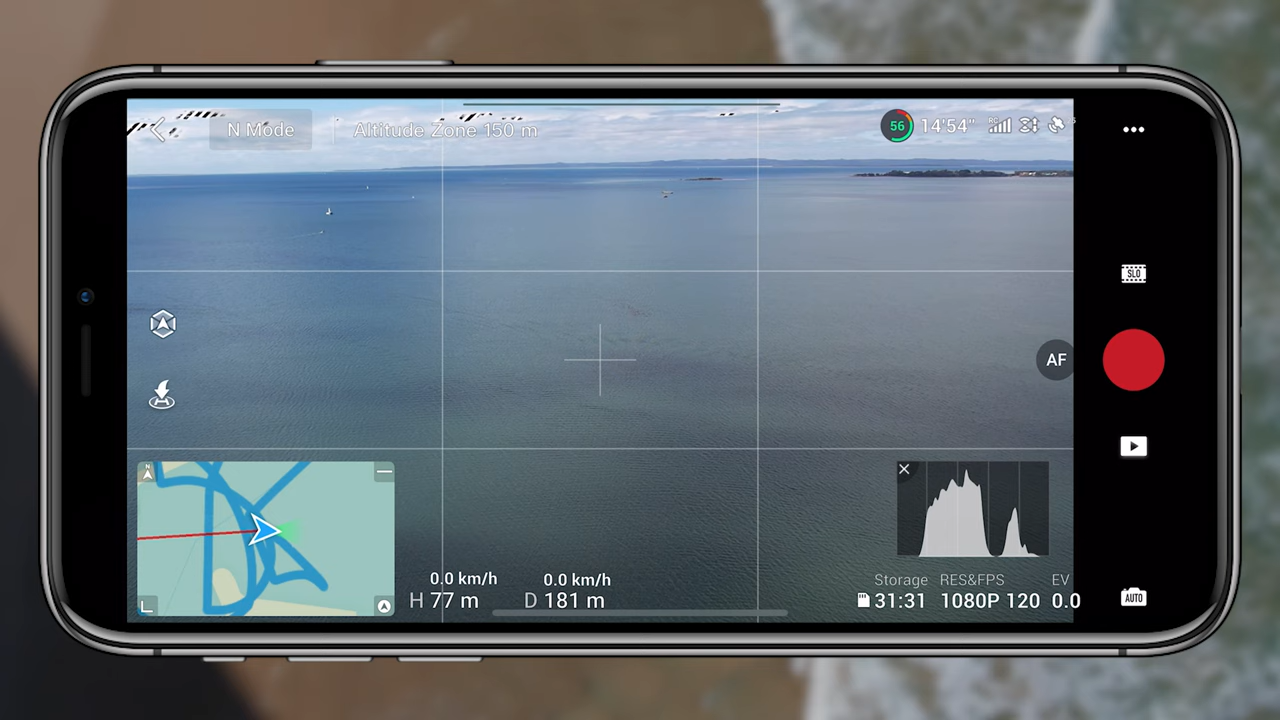 N Mode
Altitude Zone 150 m
56
14'54"
RC
SLO
AF
N
0.0 km/h
0.0 km/h
H 77 m
D 181 m
Storage
RES&FPS
EV
31:31
1080P 120
0.0
AUTO